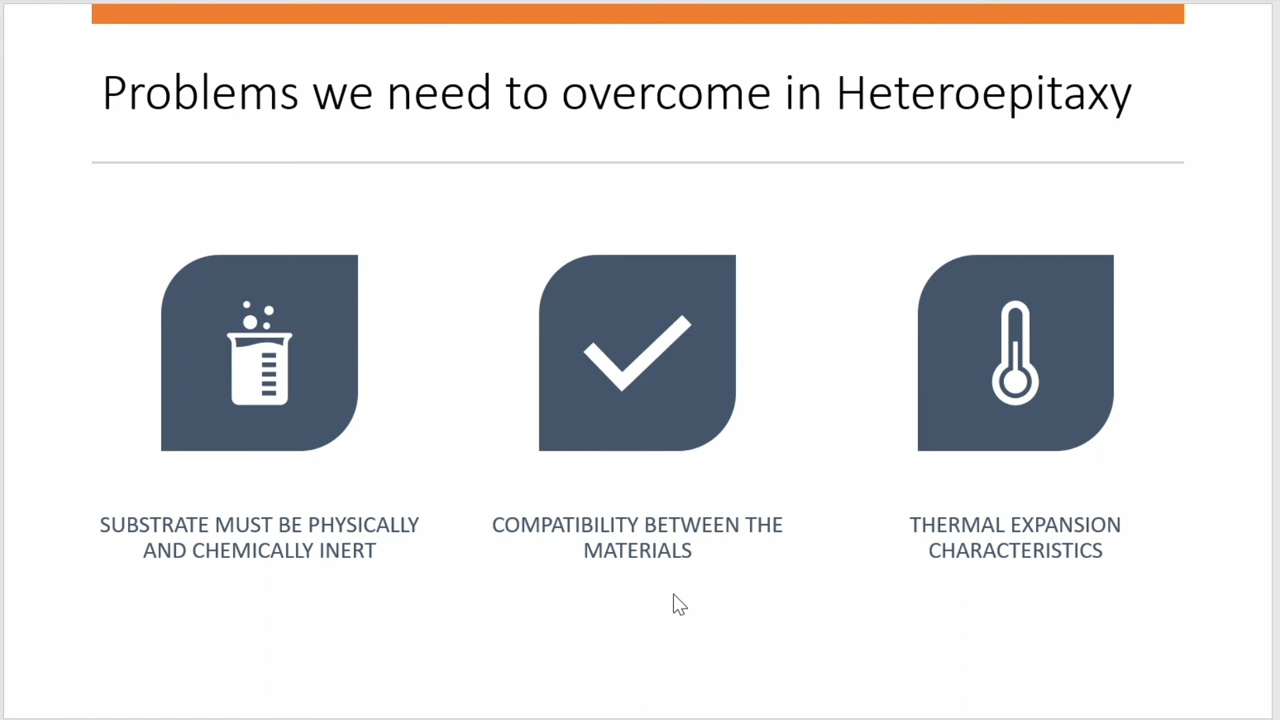 Problems we need to overcome in Heteroepitaxy
SUBSTRATE MUST BE PHYSICALLY
AND CHEMICALLY INERT
COMPATIBILITY BETWEEN THE
MATERIALS
THERMAL EXPANSION
CHARACTERISTICS